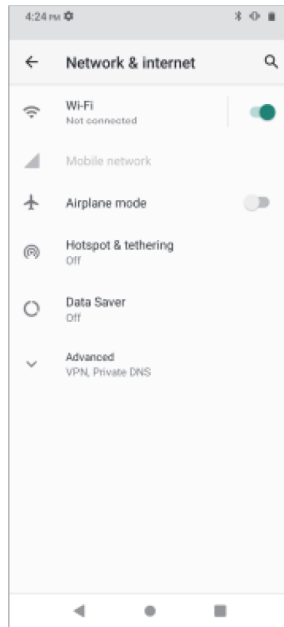 4:24 PM
Network & internet
Wi-Fi
Not connected
Mobile network
Airplane mode
Hotspot & tethering
Off
Data Saver
Off
Advanced
VPN, Private DNS